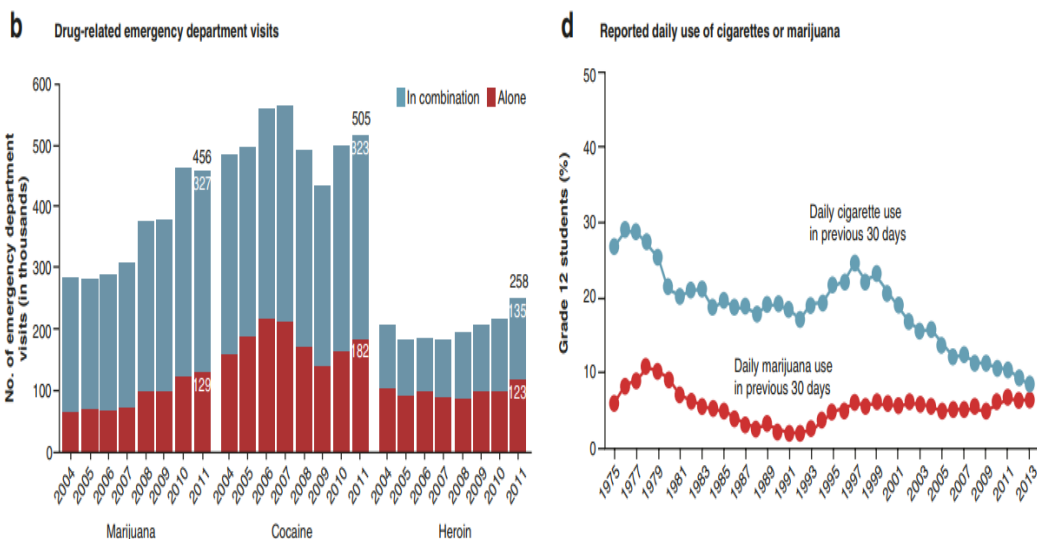 b Drug-related emergency department visits
No. of emergency department
visits (in thousands)
600
500
400
300
200
100
0
In combination Alone
456
327
129
505
323
182
258
135
123
2004 2005 2006 2007 2008 2009 2010 2011 2004 2005 2006 2007 2008 2009 2010 2011 2004 2005 2006 2007 2008 2009 2010 2011
Marijuana Cocaine Heroin
d Reported daily use of cigarettes or marijuana
Grade 12 students (%)
50
40
30
20
10
0
Daily cigarette use
in previous 30 days
Daily marijuana use
in previous 30 days
1975 1977 1979 1981 1983 1985 1987 1989 1991 1993 1995 1997 1999 2001 2003 2005 2007 2009 2011 2013